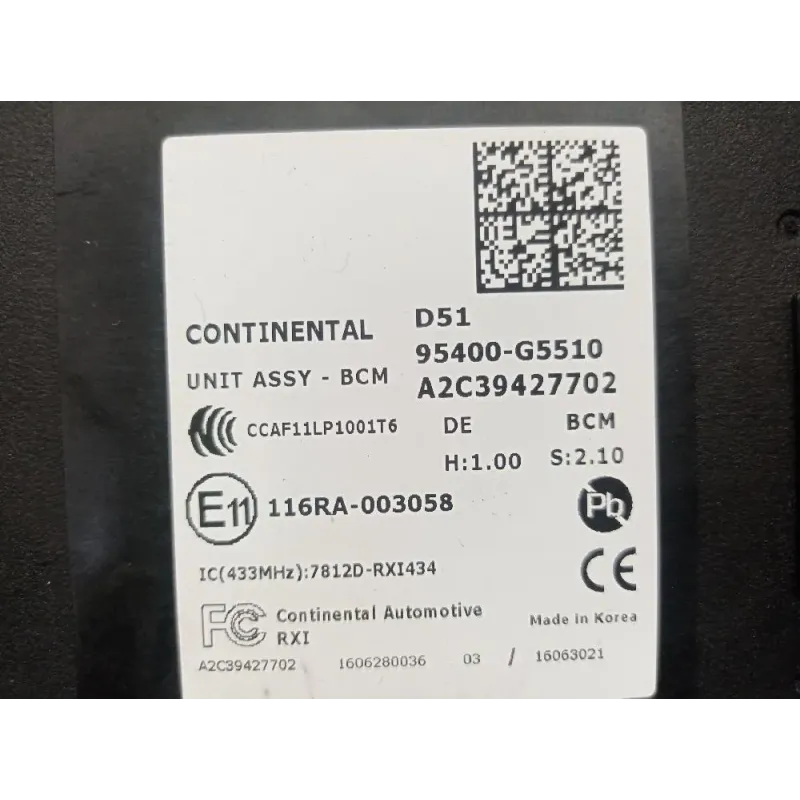 CONTINENTAL D51
95400-G5510
UNIT ASSY - BCM A2C39427702
CCAF11LP1001T6 DE BCM
H:1.00 S:2.10
E11 116RA-003058 Pb
IC(433MHz):7812D-RXI434 CE
FC Continental Automotive Made in Korea
RXI
A2C39427702 1606280036 03 / 16063021